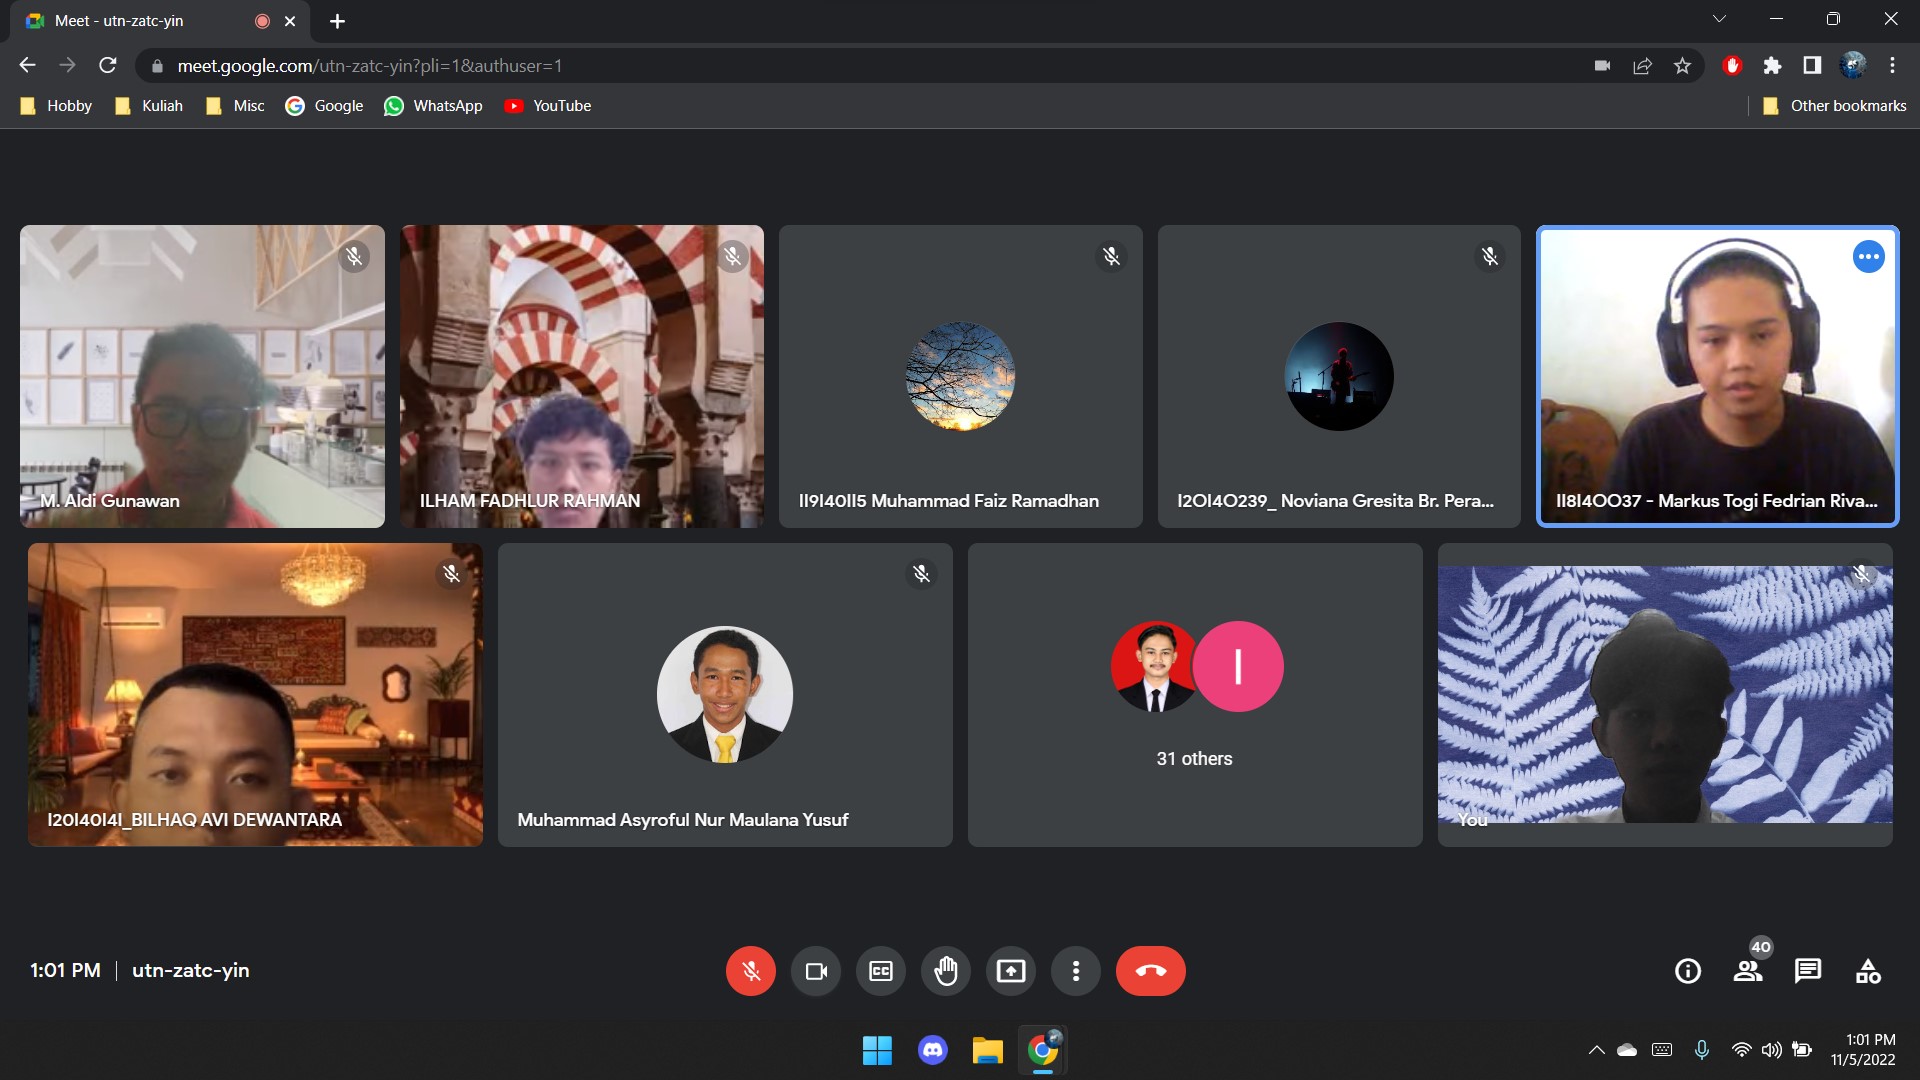 Meet - utn-zatc-yin
meet.google.com/utn-zatc-yin?pli=1&authuser=1
Hobby Kuliah Misc Google WhatsApp YouTube Other bookmarks
M. Aldi Gunawan
ILHAM FADHLUR RAHMAN
119140115 Muhammad Faiz Ramadhan
120140239_ Noviana Gresita Br. Pera...
118140037 - Markus Togi Fedrian Riva...
120140141_BILHAQ AVI DEWANTARA
Muhammad Asyroful Nur Maulana Yusuf
I
31 others
You
1:01 PM | utn-zatc-yin
CC
40
1:01 PM
11/5/2022